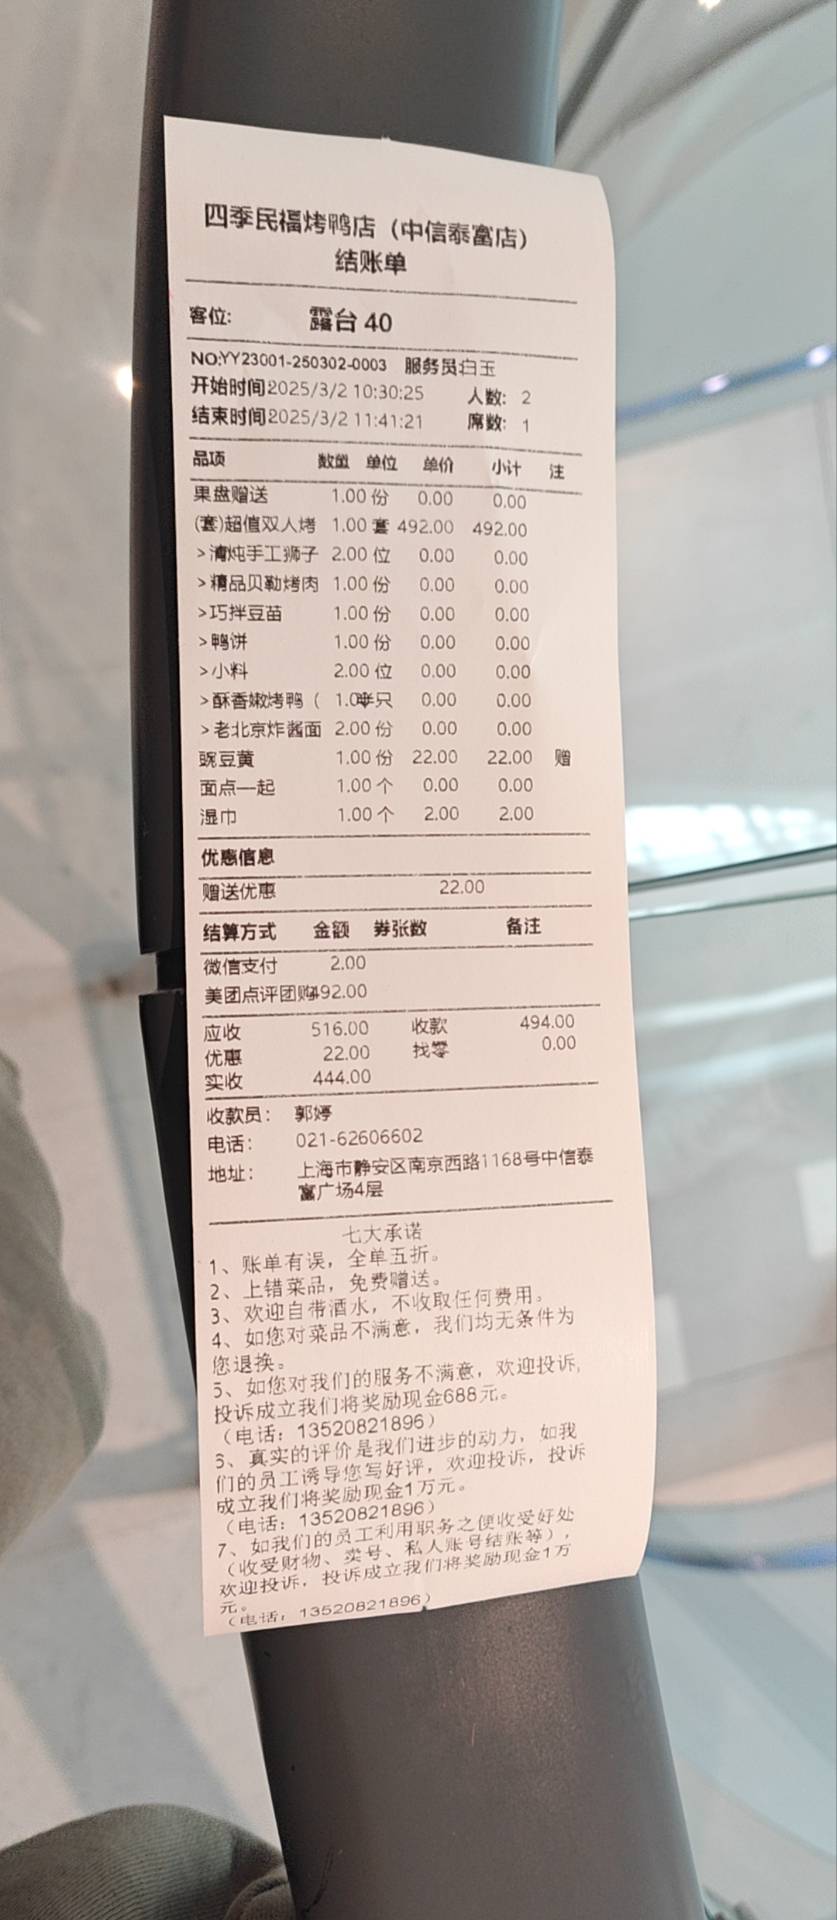 四季民福烤鸭店（中信泰富店）
结账单
客位： 露台 40
NO:YY23001-250302-0003 服务员:白玉
开始时间2025/3/2 10:30:25 人数： 2
结束时间2025/3/2 11:41:21 席数： 1
品项 数量 单位 单价 小计 注
果盘赠送 1.00 份 0.00 0.00
(套)超值双人烤 1.00 套 492.00 492.00
>清炖手工狮子 2.00 位 0.00 0.00
>精品贝勒烤肉 1.00 份 0.00 0.00
>巧拌豆苗 1.00 份 0.00 0.00
>鸭饼 1.00 份 0.00 0.00
>小料 2.00 位 0.00 0.00
>酥香嫩烤鸭（ 1.0半只 0.00 0.00
>老北京炸酱面 2.00 份 0.00 0.00
豌豆黄 1.00 份 22.00 22.00 赠
面点一起 1.00 个 0.00 0.00
湿巾 1.00 个 2.00 2.00
优惠信息
赠送优惠 22.00
结算方式 金额 券张数 备注
微信支付 2.00
美团点评团购492.00
应收 516.00 收款 494.00
优惠 22.00 找零 0.00
实收 444.00
收款员： 郭婷
电话： 021-62606602
地址： 上海市静安区南京西路1168号中信泰
富广场4层
七大承诺
1、账单有误，全单五折。
2、上错菜品，免费赠送。
3、欢迎自带酒水，不收取任何费用。
4、如您对菜品不满意，我们均无条件为
您退换。
5、如您对我们的服务不满意，欢迎投诉，
投诉成立我们将奖励现金688元。
（电话：13520821896）
6、真实的评价是我们进步的动力，如我
们的员工诱导您写好评，欢迎投诉，投诉
成立我们将奖励现金1万元。
（电话：13520821896）
7、如我们的员工利用职务之便收受好处
（收受财物、卖号、私人账号结账等），
欢迎投诉，投诉成立我们将奖励现金1万
元。
（电话：13520821896）